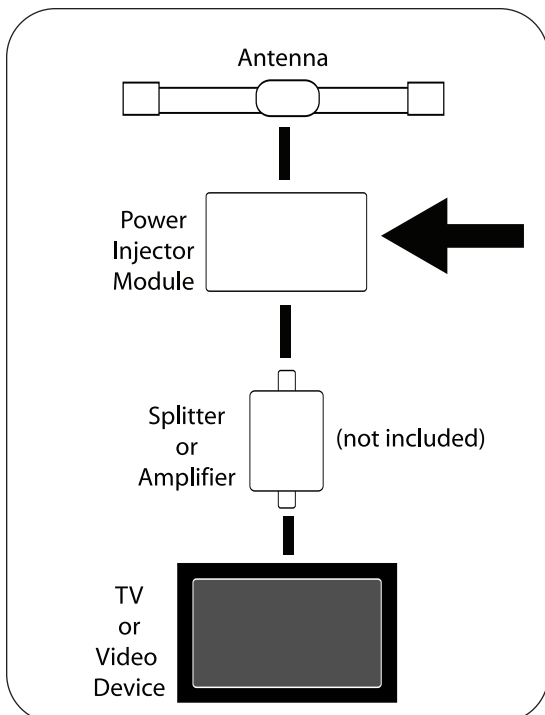 Antenna
Power
Injector
Module
Splitter
or
Amplifier
(not included)
TV
or
Video
Device